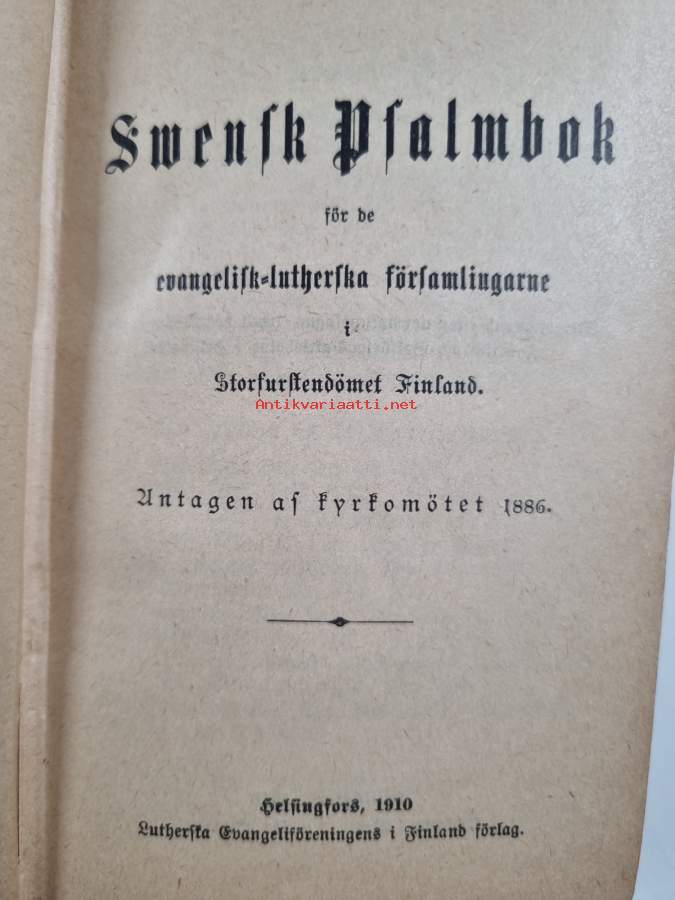 Swensk Psalmbok
för de
evangelisk-lutherska församlingarne
i
Storfurstendömet Finland.
Antikvariaatti.net
Antagen af kyrkomötet 1886.
Helsingfors, 1910
Lutherska Evangeliföreningens i Finland förlag.